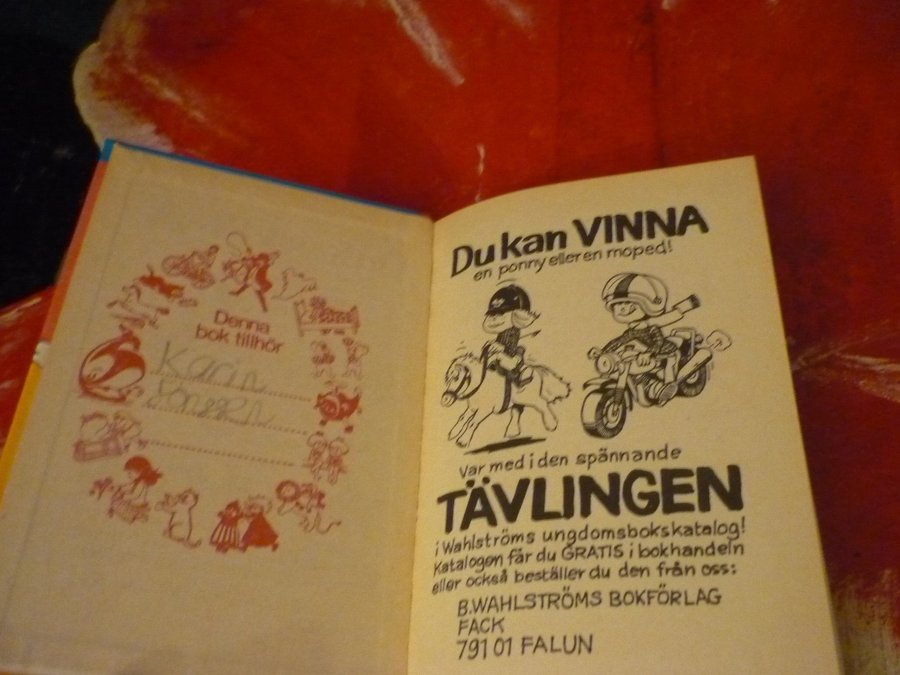 Denna
bok tillhör
Karin
Du kan VINNA
en ponny eller en moped!
Var med i den spännande
TÄVLINGEN
i Wahlströms ungdomsbokskatalog!
Katalogen får du GRATIS i bokhandeln
eller också beställer du den från oss:
B.WAHLSTRÖMS BOKFÖRLAG
FACK
791 01 FALUN